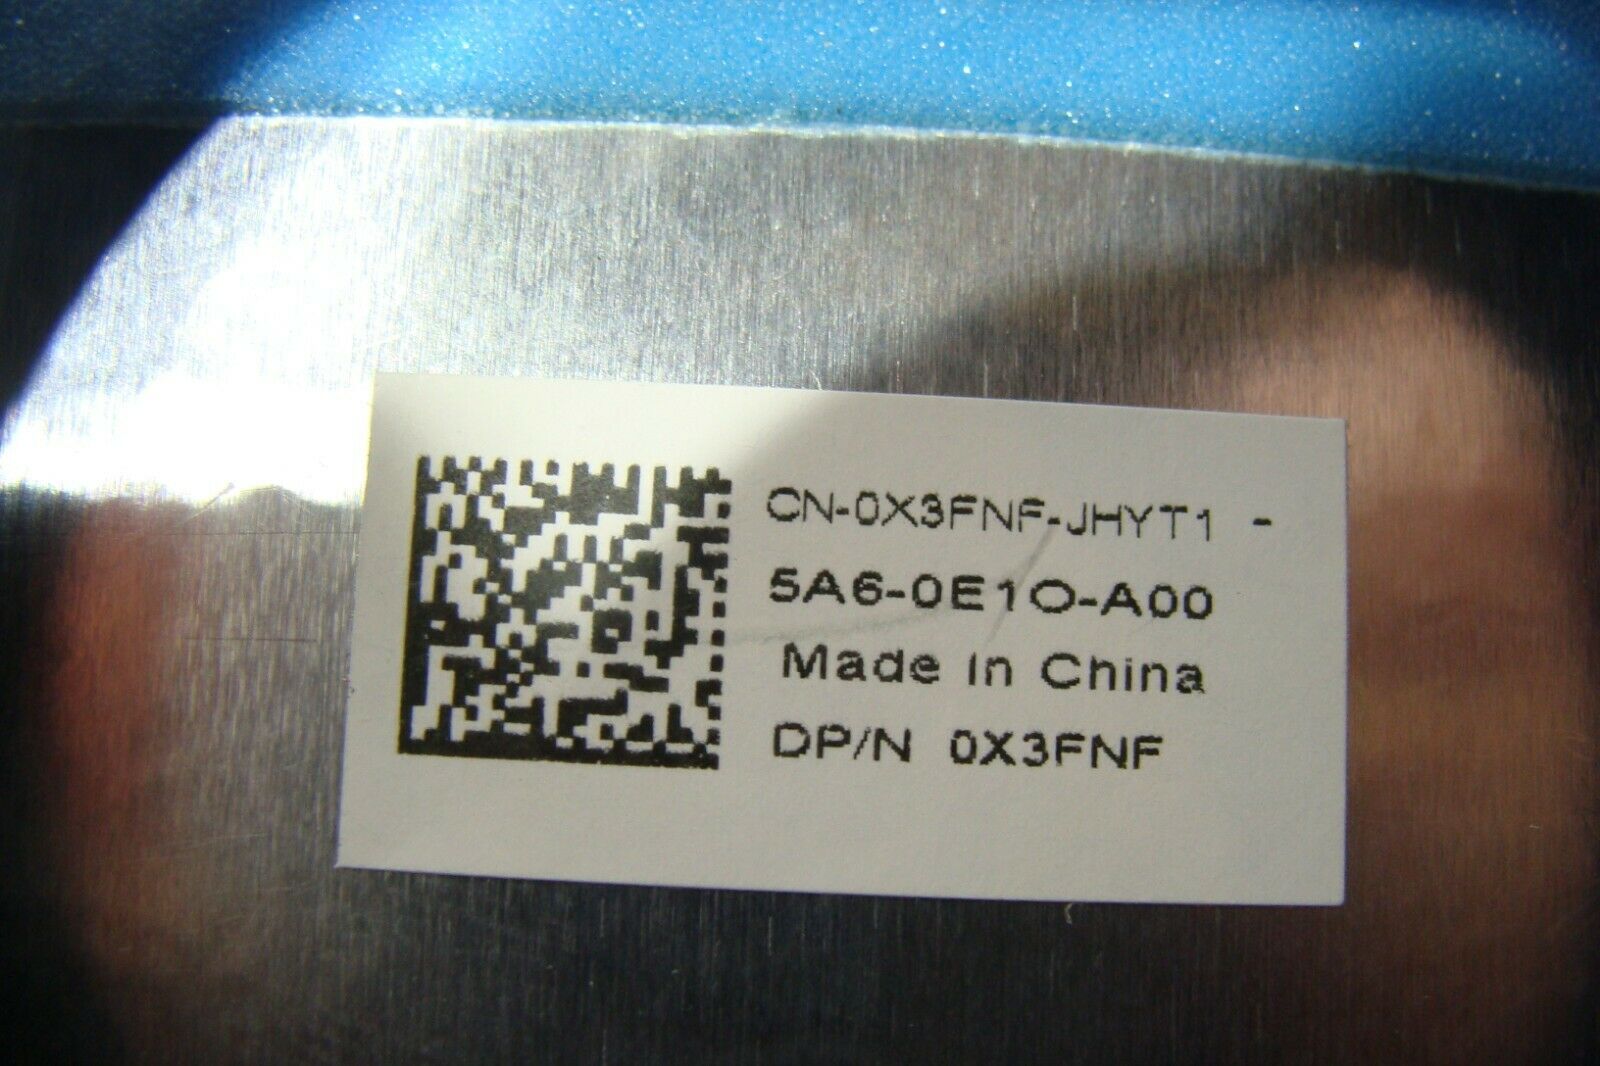 CN-0X3FNF-JHYT1 -
5A6-0E1O-A00
Made in China
DP/N 0X3FNF